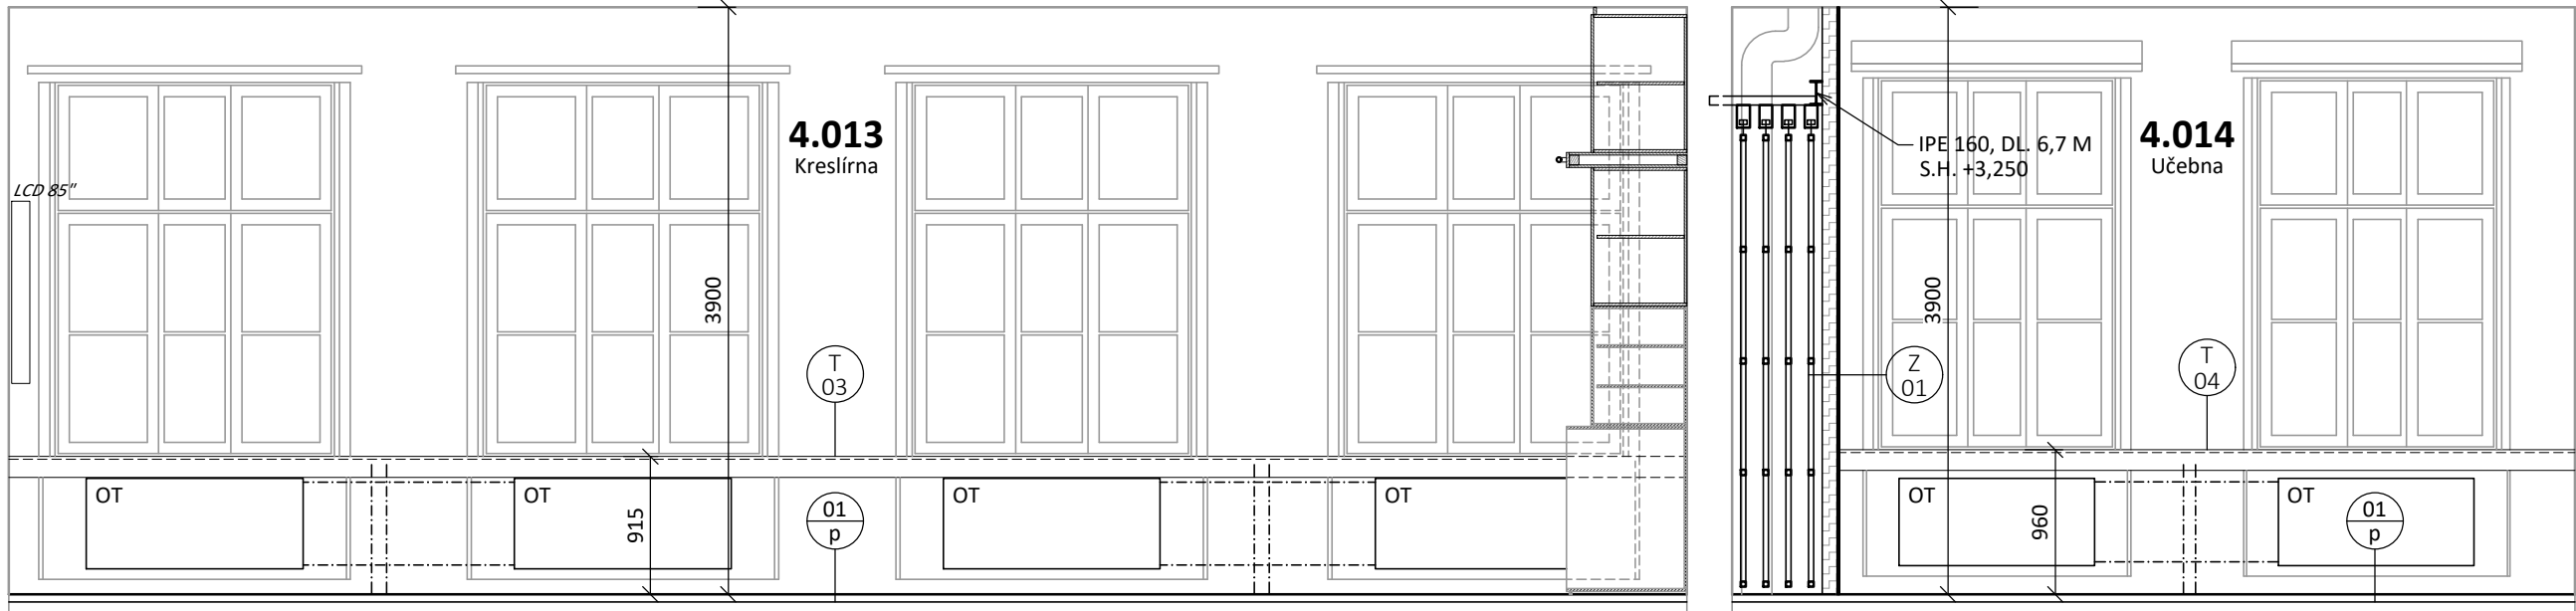 4.013
Kreslírna
LCD 85”
3900
T
03
OT
OT
915
01
p
OT
OT
IPE 160, DL. 6,7 M
S.H. +3,250
4.014
Učebna
3900
Z
01
T
04
OT
960
OT
01
p